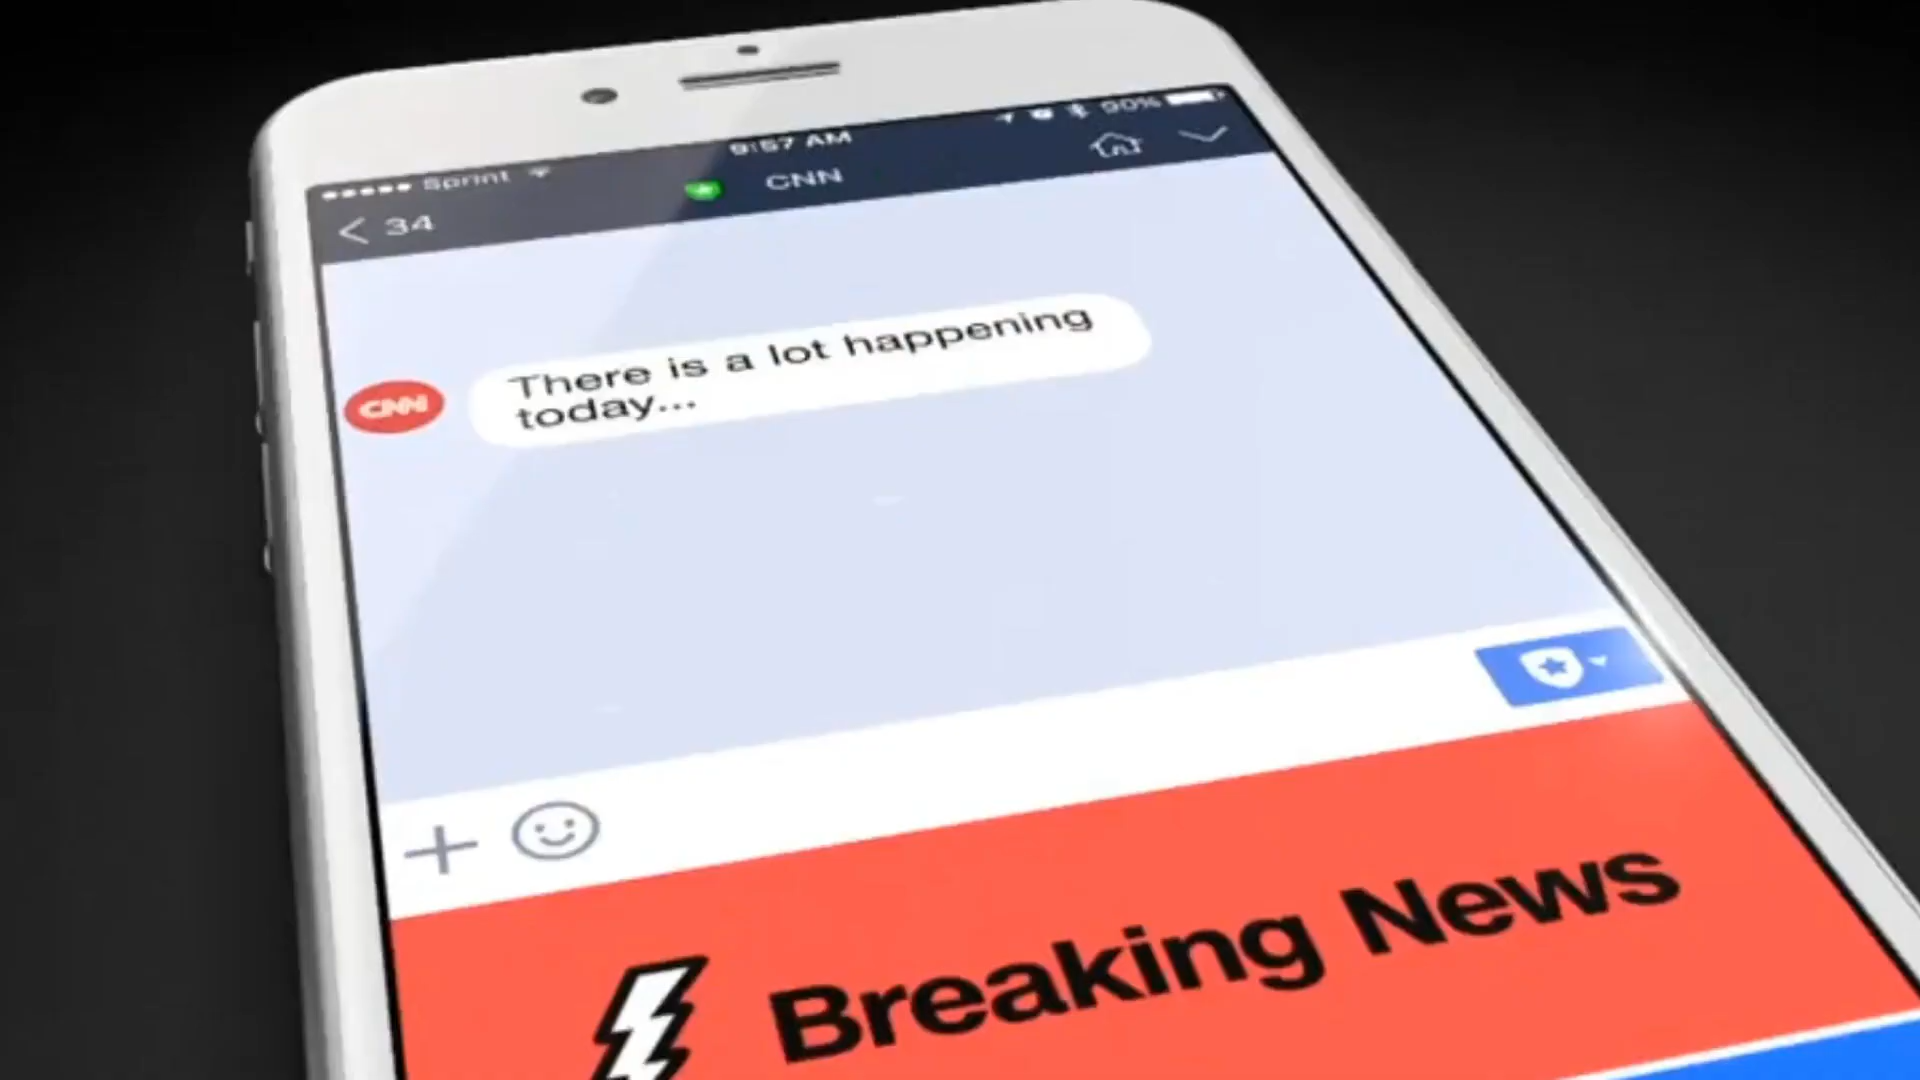 Sprint
9:57 AM
90%
< 34
CNN
CNN
There is a lot happening
today...
Breaking News